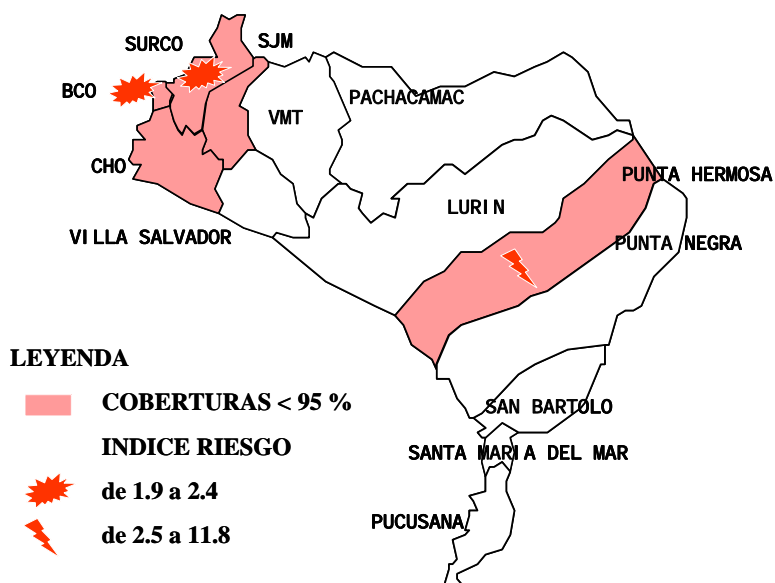 SURCO
SJM
BCO
PACHACAMAC
VMT
CHO
PUNTA HERMOSA
LURIN
VILLA SALVADOR
PUNTA NEGRA
LEYENDA
COBERTURAS < 95 %
SAN BARTOLO
INDICE RIESGO
SANTA MARIA DEL MAR
de 1.9 a 2.4
PUCUSANA
de 2.5 a 11.8